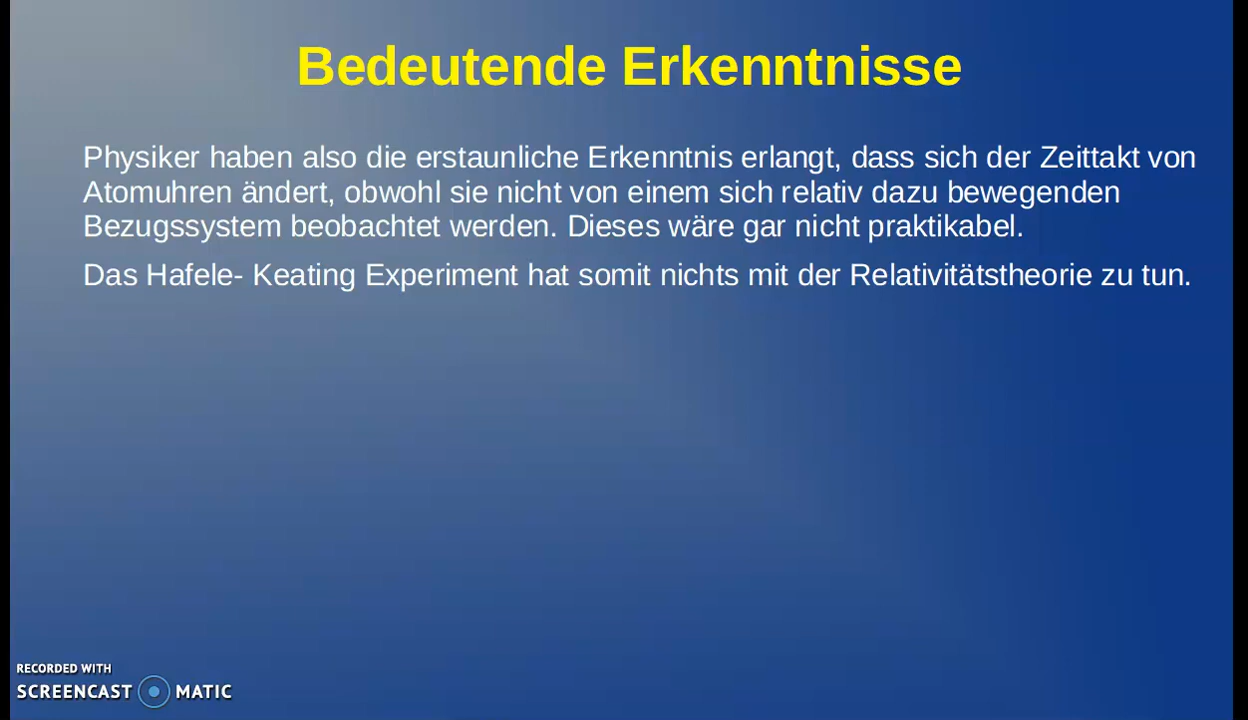 Bedeutende Erkenntnisse
Physiker haben also die erstaunliche Erkenntnis erlangt, dass sich der Zeittakt von
Atomuhren ändert, obwohl sie nicht von einem sich relativ dazu bewegenden
Bezugssystem beobachtet werden. Dieses wäre gar nicht praktikabel.
Das Hafele- Keating Experiment hat somit nichts mit der Relativitätstheorie zu tun.
RECORDED WITH
SCREENCAST MATIC